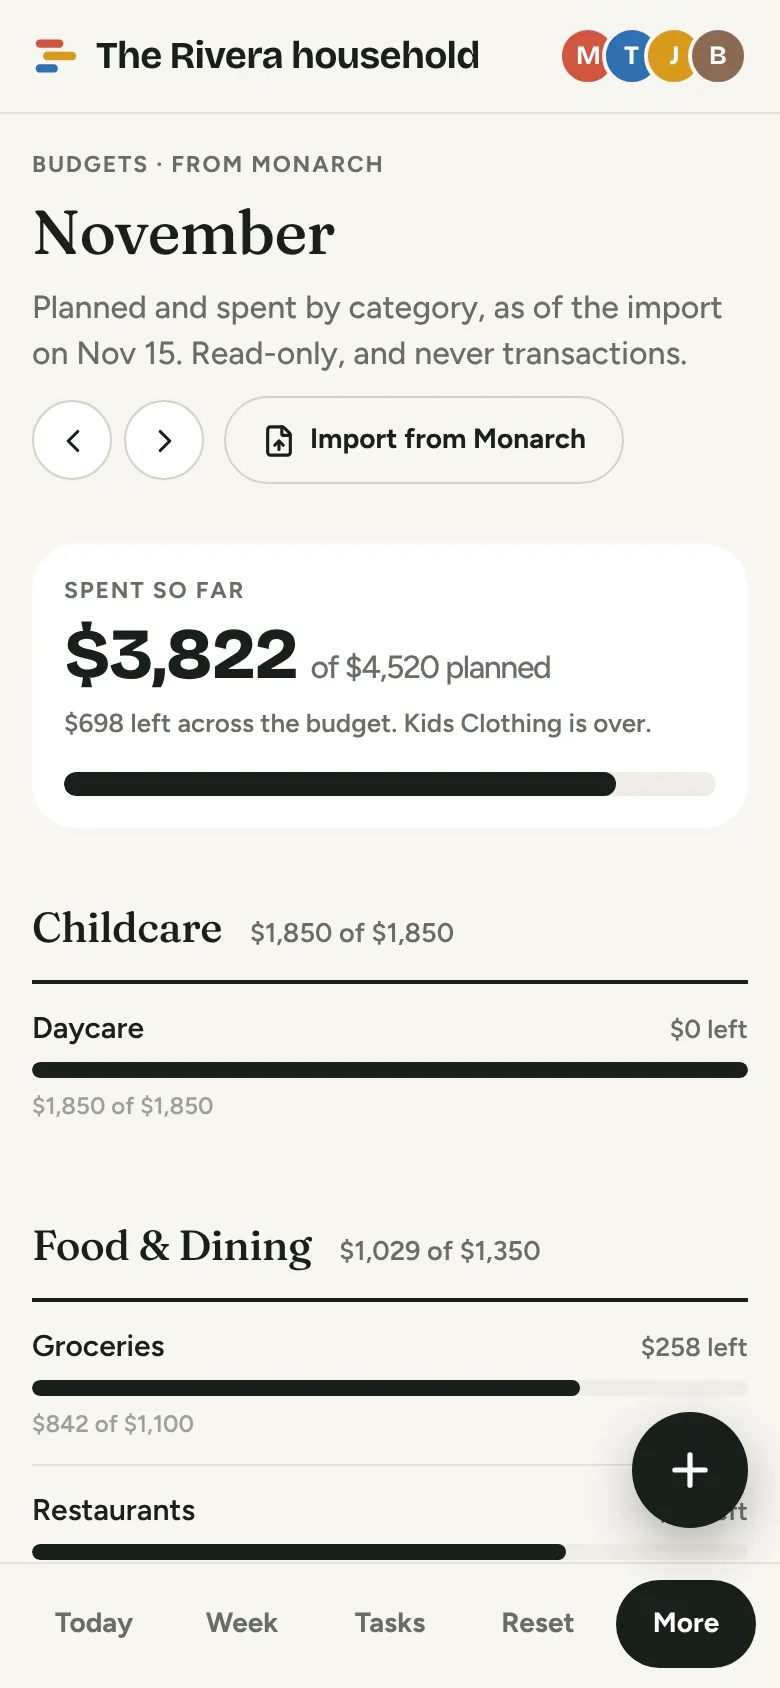 The Rivera household
M T J B
BUDGETS · FROM MONARCH
November
Planned and spent by category, as of the import
on Nov 15. Read-only, and never transactions.
Import from Monarch
SPENT SO FAR
$3,822 of $4,520 planned
$698 left across the budget. Kids Clothing is over.
Childcare $1,850 of $1,850
Daycare $0 left
$1,850 of $1,850
Food & Dining $1,029 of $1,350
Groceries $258 left
$842 of $1,100
Restaurants
Today Week Tasks Reset More